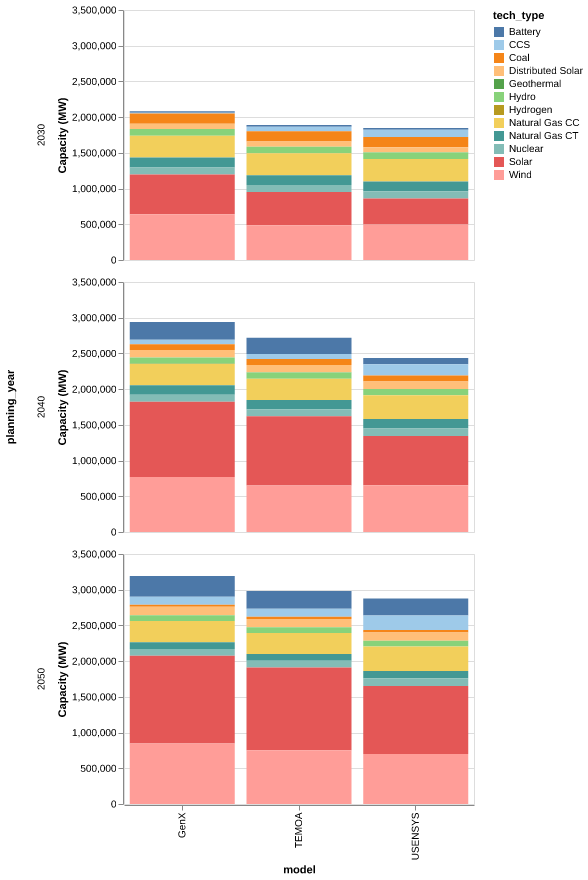 tech_type
Battery
CCS
Coal
Distributed Solar
Geothermal
Hydro
Hydrogen
Natural Gas CC
Natural Gas CT
Nuclear
Solar
Wind
planning_year
2030
Capacity (MW)
3,500,000
3,000,000
2,500,000
2,000,000
1,500,000
1,000,000
500,000
0
2040
Capacity (MW)
3,500,000
3,000,000
2,500,000
2,000,000
1,500,000
1,000,000
500,000
0
2050
Capacity (MW)
3,500,000
3,000,000
2,500,000
2,000,000
1,500,000
1,000,000
500,000
0
GenX
TEMOA
USENSYS
model